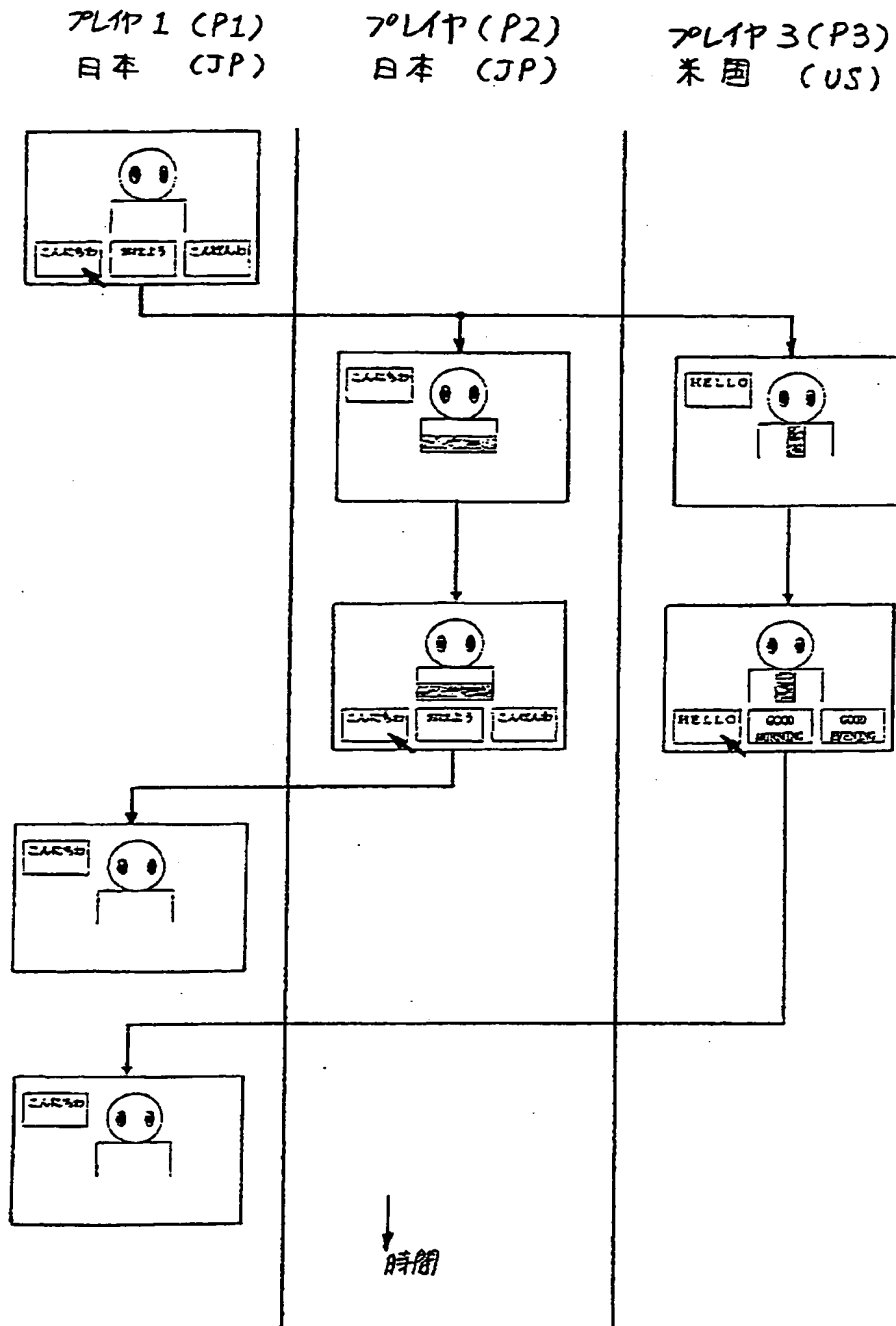 プレイヤ 1 (P1)
日本 (JP)
プレイヤ (P2)
日本 (JP)
プレイヤ 3 (P3)
米国 (US)
こんにちわ
おはよう
こんばんわ
こんにちわ
HELLO
こんにちわ
おはよう
こんばんわ
HELLO
GOOD
MORNING
GOOD
EVENING
こんにちわ
こんにちわ
時間